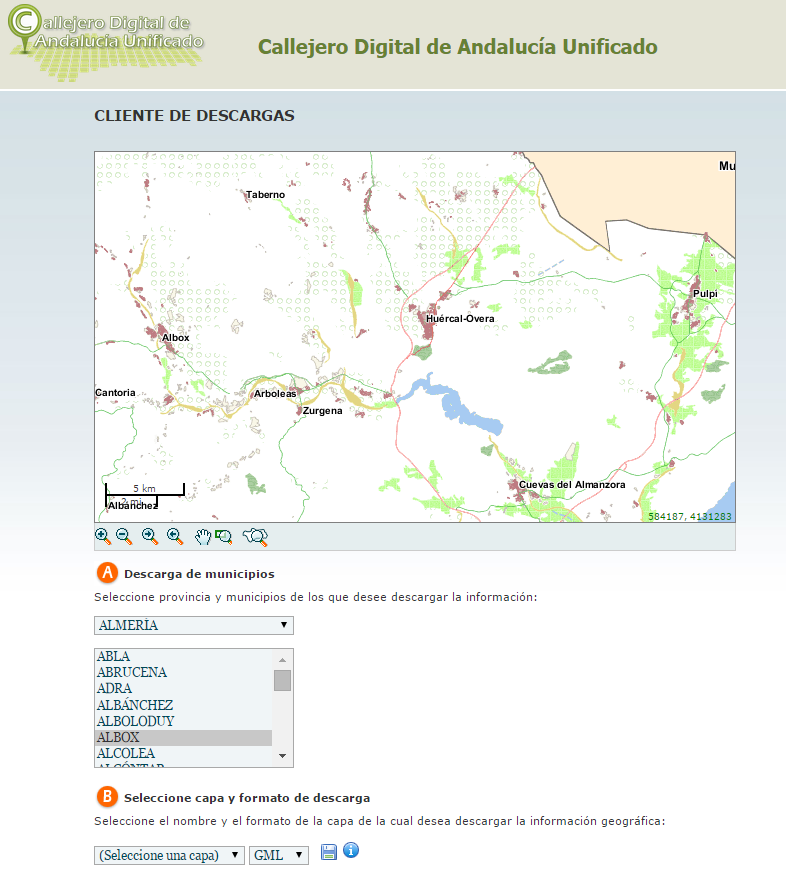 Callejero Digital de
Andalucía Unificado
Callejero Digital de Andalucía Unificado
CLIENTE DE DESCARGAS
Mu
Taberno
Pulpi
Huércal-Overa
Albox
Cantoria
Arboleas
Zurgena
Cuevas del Almanzora
5 km
2 mi
Albanchez
584187, 4131283
A Descarga de municipios
Seleccione provincia y municipios de los que desee descargar la información:
ALMERÍA
ABLA
ABRUCENA
ADRA
ALBÁNCHEZ
ALBOLODUY
ALBOX
ALCOLEA
ALCÓNTAR
B Seleccione capa y formato de descarga
Seleccione el nombre y el formato de la capa de la cual desea descargar la información geográfica:
(Seleccione una capa) GML